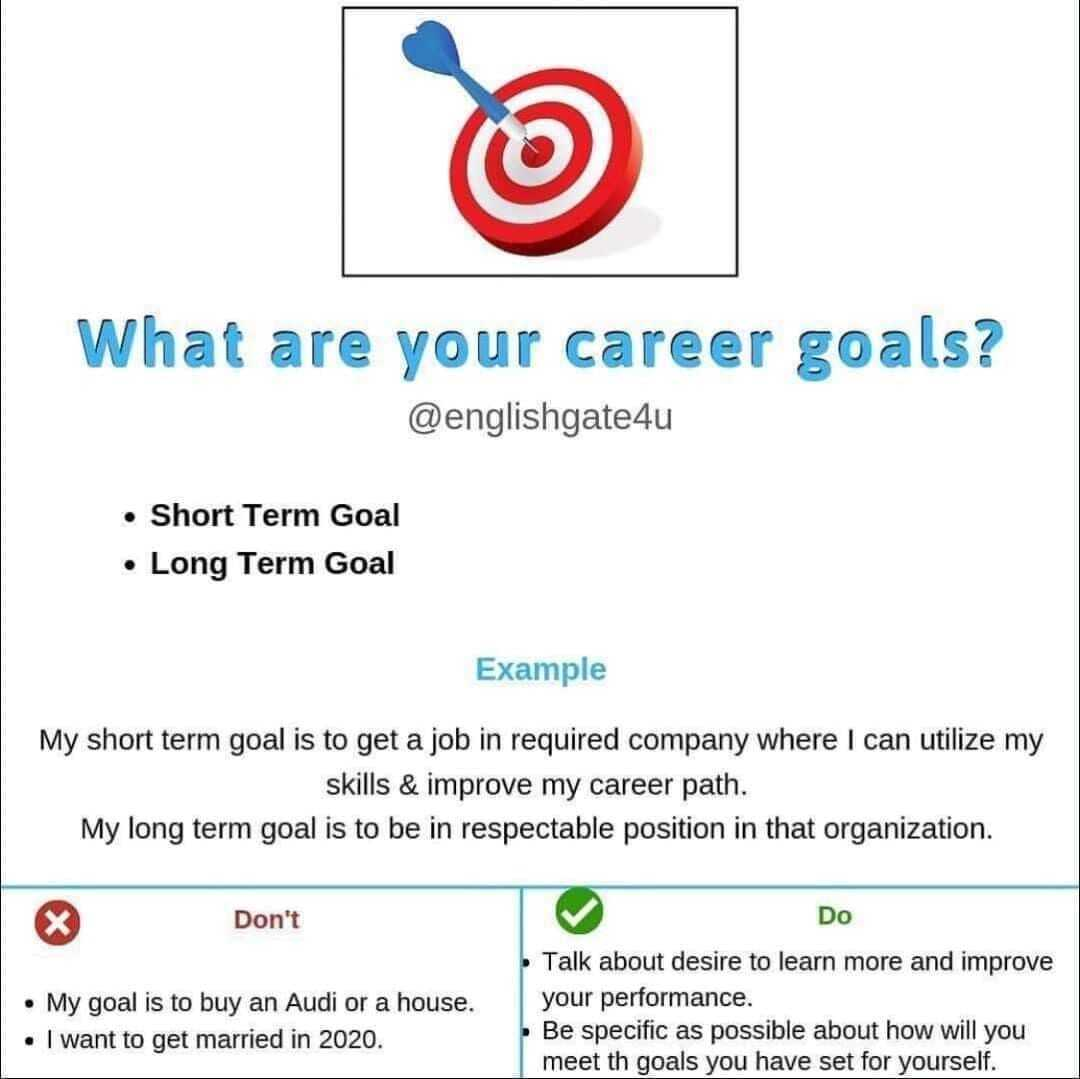 What are your career goals?
@englishgate4u
• Short Term Goal
• Long Term Goal
Example
My short term goal is to get a job in required company where I can utilize my
skills & improve my career path.
My long term goal is to be in respectable position in that organization.
Don't
• My goal is to buy an Audi or a house.
• I want to get married in 2020.
Do
• Talk about desire to learn more and improve
your performance.
• Be specific as possible about how will you
meet th goals you have set for yourself.